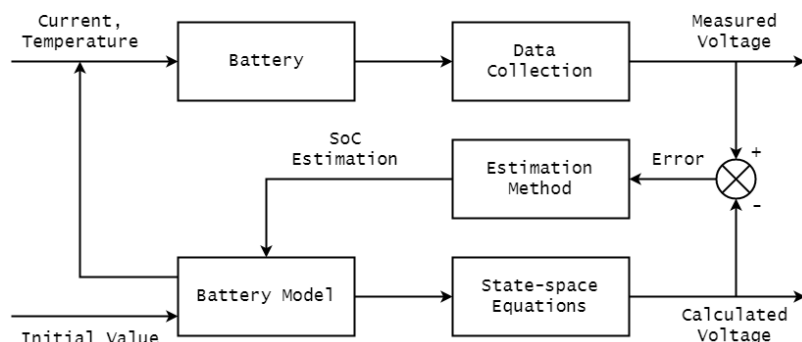 Current,
Temperature
Battery
Data
Collection
Measured
Voltage
SoC
Estimation
Estimation
Method
Error
+
-
Battery Model
State-space
Equations
Initial Value
Calculated
Voltage